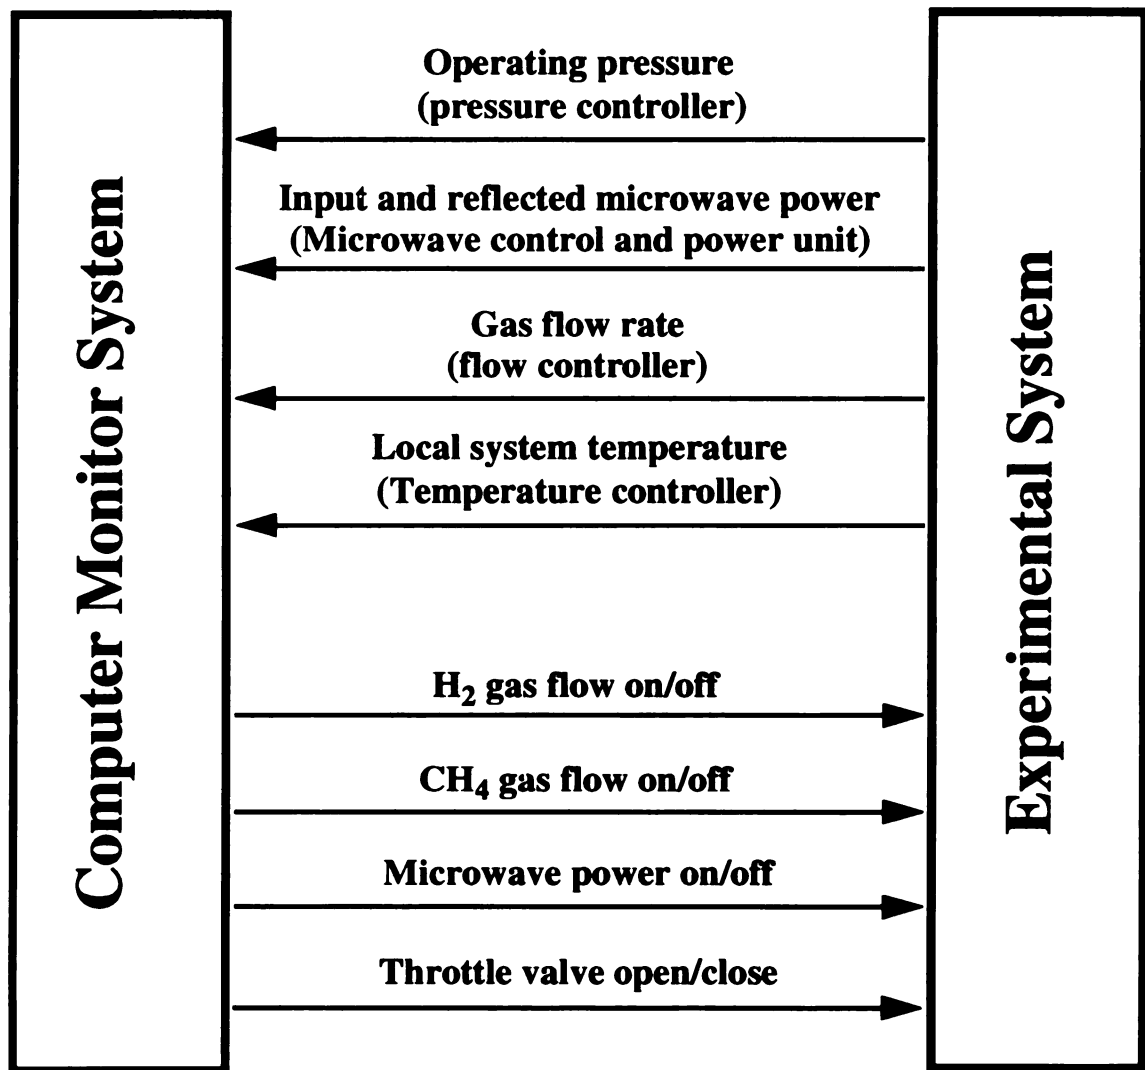 Computer Monitor System
Operating pressure
(pressure controller)
Input and reflected microwave power
(Microwave control and power unit)
Gas flow rate
(flow controller)
Local system temperature
(Temperature controller)
H₂ gas flow on/off
CH₄ gas flow on/off
Microwave power on/off
Throttle valve open/close
Experimental System